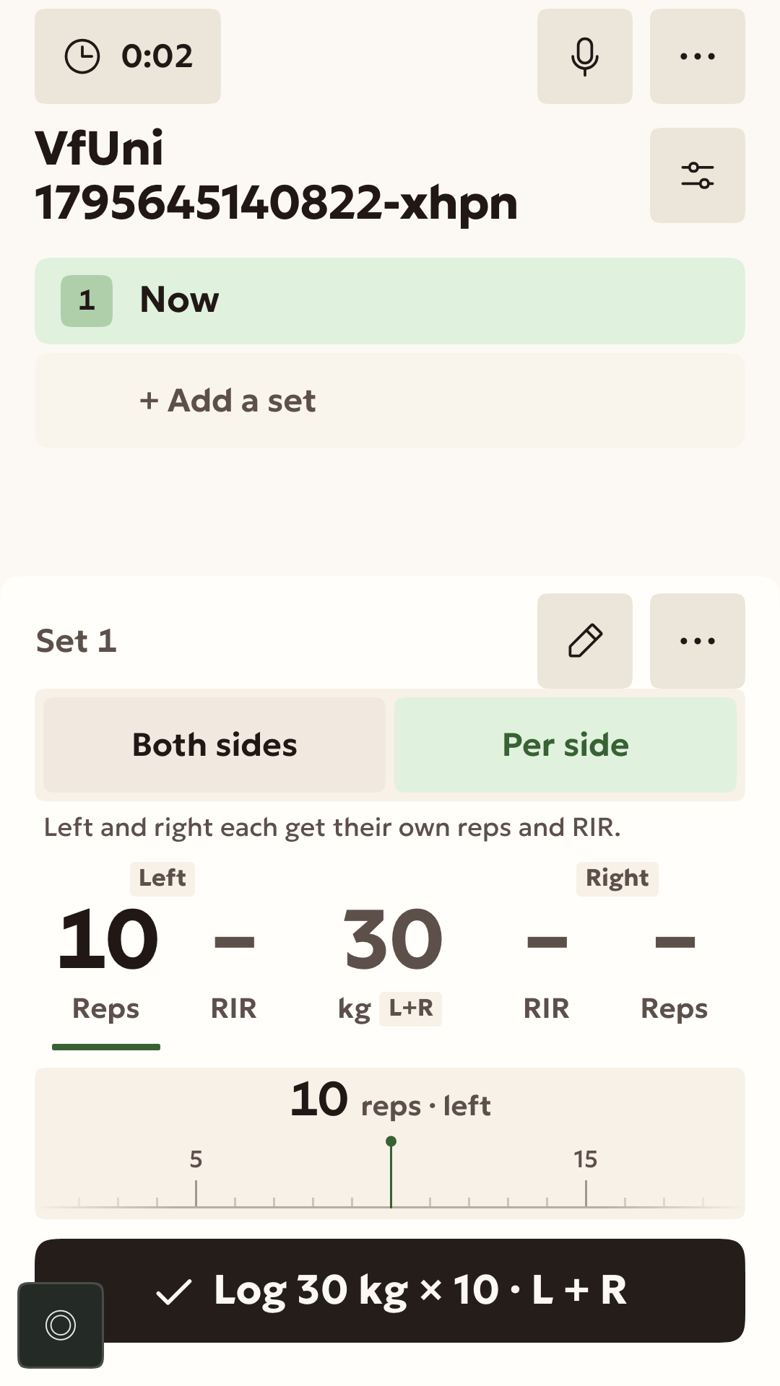 0:02
VfUni
1795645140822-xhpn
1 Now
+ Add a set
Set 1
Both sides Per side
Left and right each get their own reps and RIR.
Left Right
10 – 30 – –
Reps RIR kg L+R RIR Reps
10 reps · left
5 15
Log 30 kg × 10 · L + R